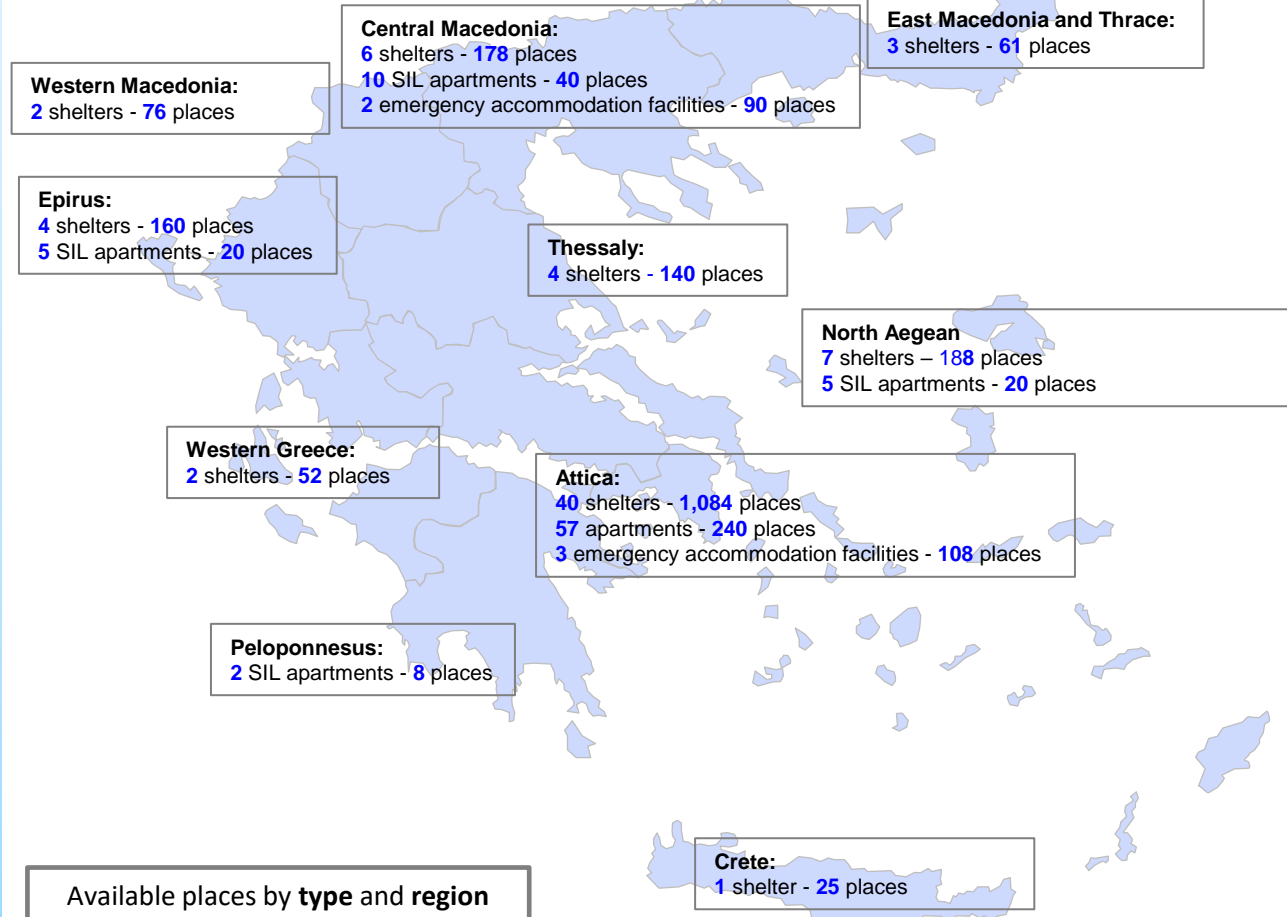 Central Macedonia:
6 shelters - 178 places
10 SIL apartments - 40 places
2 emergency accommodation facilities - 90 places
East Macedonia and Thrace:
3 shelters - 61 places
Western Macedonia:
2 shelters - 76 places
Epirus:
4 shelters - 160 places
5 SIL apartments - 20 places
Thessaly:
4 shelters - 140 places
North Aegean
7 shelters – 188 places
5 SIL apartments - 20 places
Western Greece:
2 shelters - 52 places
Attica:
40 shelters - 1,084 places
57 apartments - 240 places
3 emergency accommodation facilities - 108 places
Peloponnesus:
2 SIL apartments - 8 places
Crete:
1 shelter - 25 places
Available places by type and region